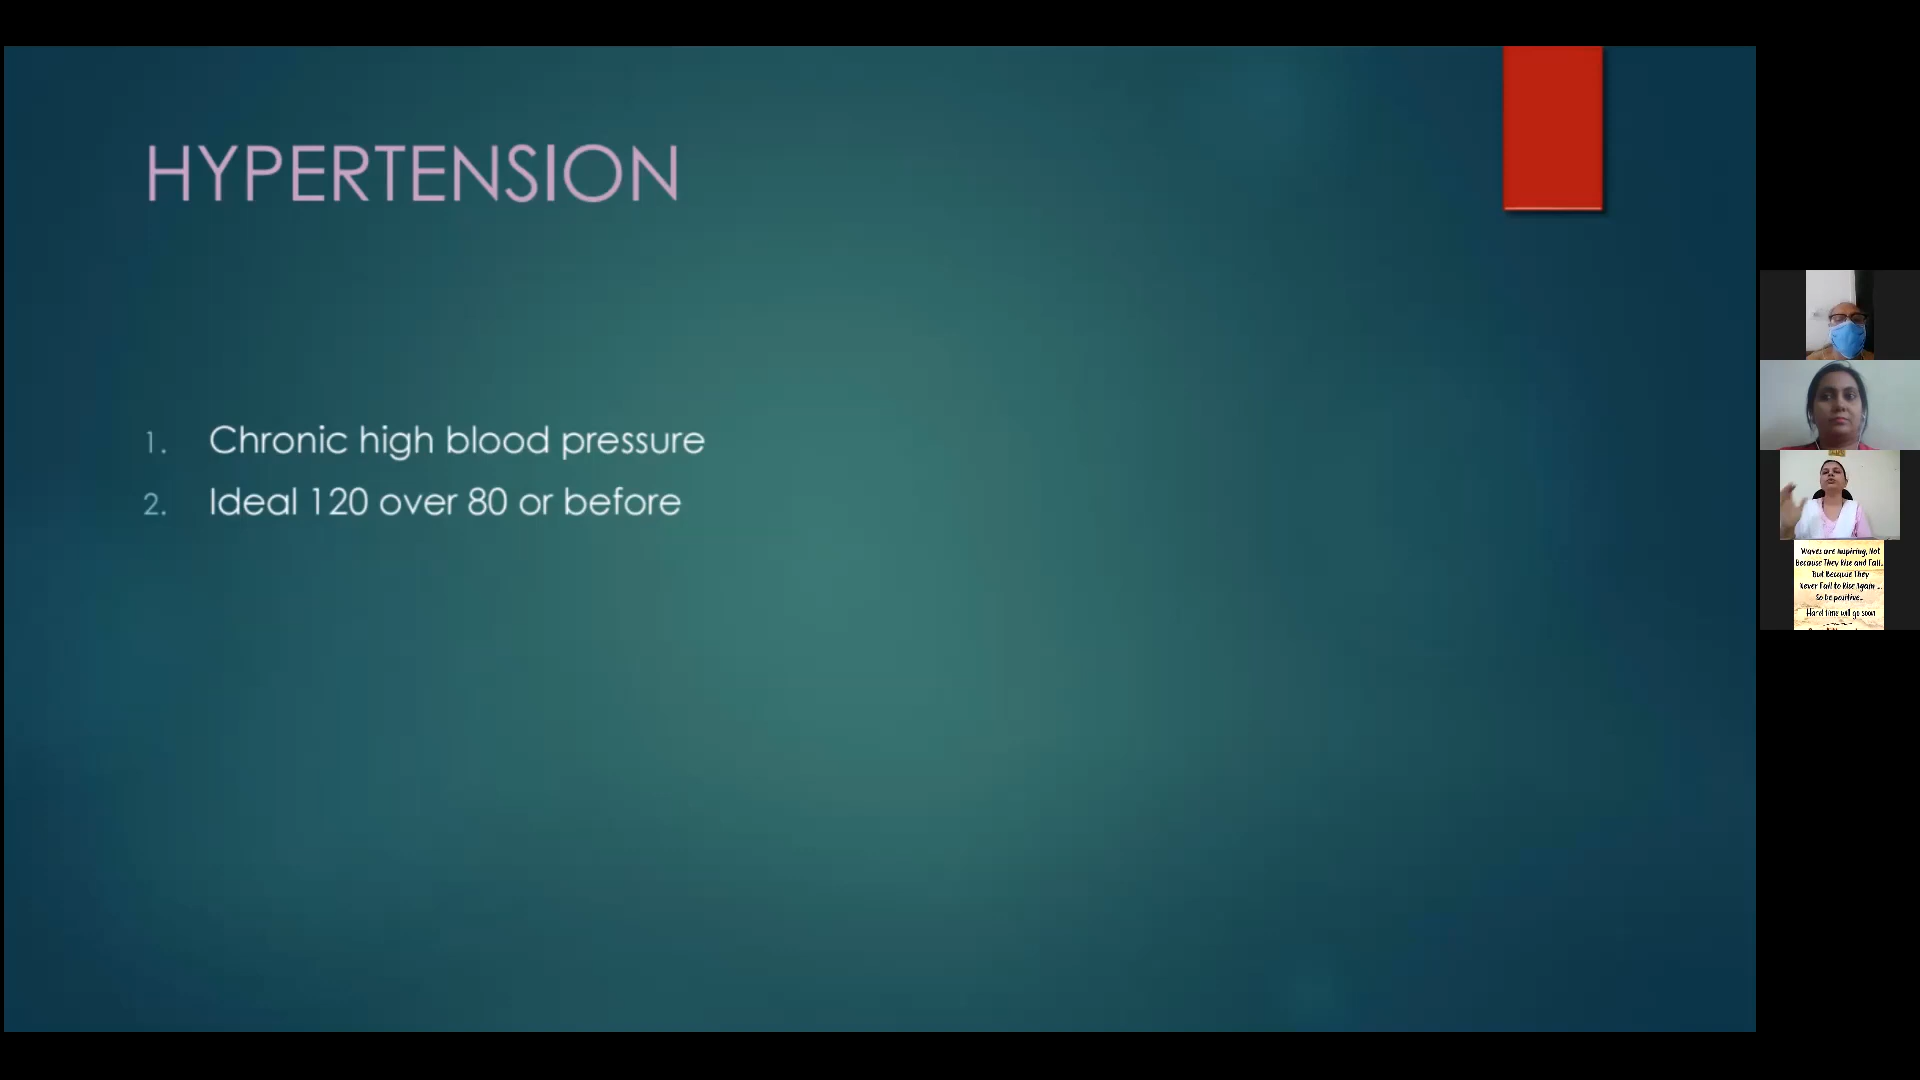 HYPERTENSION
1. Chronic high blood pressure
2. Ideal 120 over 80 or before
Waves are inspiring, Not
Because They Rise and Fall..
But Because They
Never Fail to Rise Again ...
So be positive..
Hard time will go soon